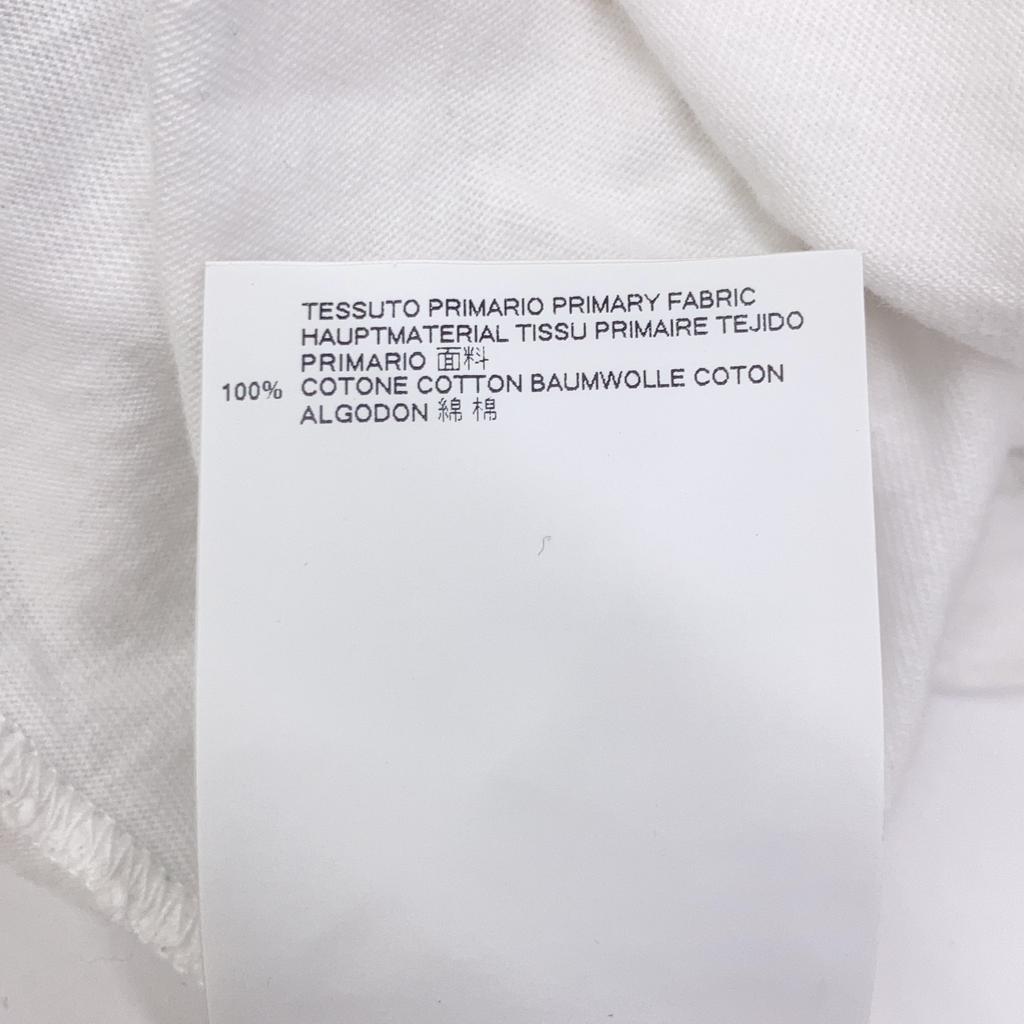 TESSUTO PRIMARIO PRIMARY FABRIC
HAUPTMATERIAL TISSU PRIMAIRE TEJIDO
PRIMARIO 面料
100% COTONE COTTON BAUMWOLLE COTON
ALGODON 綿 棉